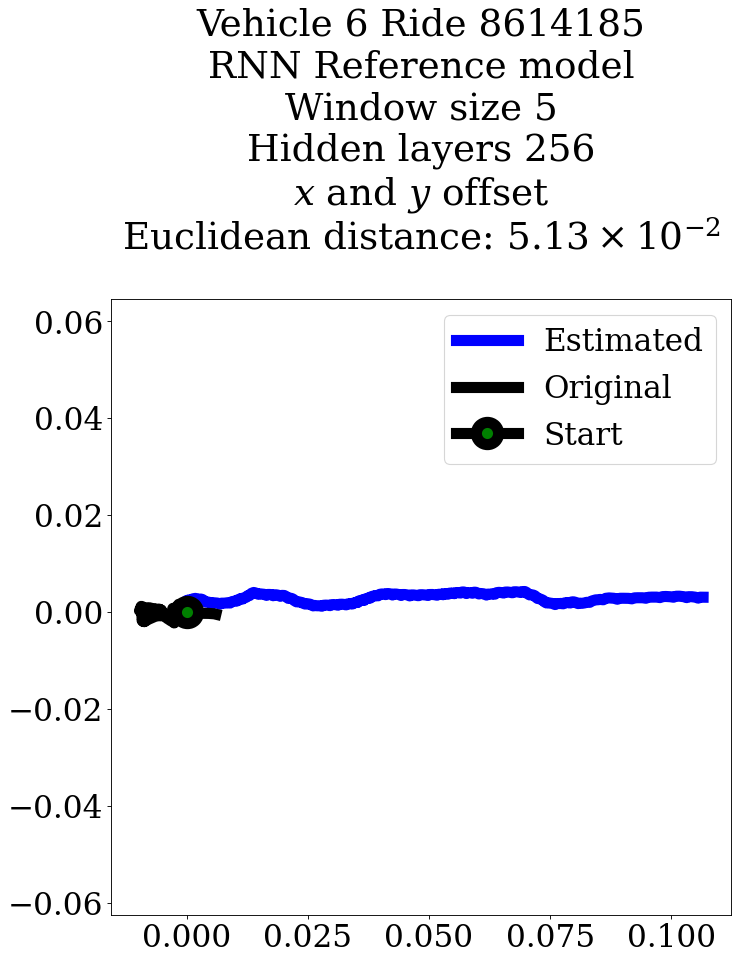 Vehicle 6 Ride 8614185
RNN Reference model
Window size 5
Hidden layers 256
x and y offset
Euclidean distance: 5.13 × 10⁻²
Estimated
Original
Start
0.06
0.04
0.02
0.00
−0.02
−0.04
−0.06
0.000 0.025 0.050 0.075 0.100